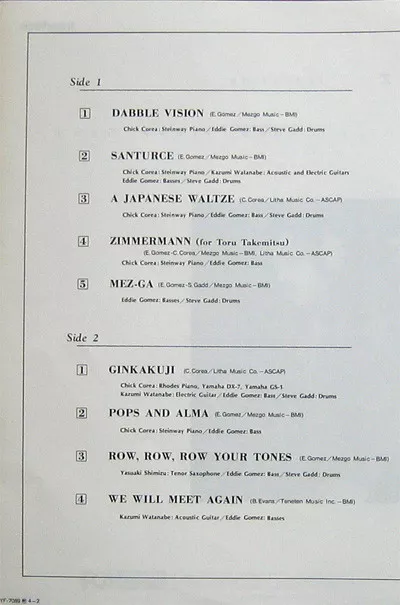 Side 1
1 DABBLE VISION (E.Gomez/Mezgo Music–BMI)
Chick Corea: Steinway Piano/Eddie Gomez: Bass/Steve Gadd: Drums
2 SANTURCE (E.Gomez/Mezgo Music–BMI)
Chick Corea: Steinway Piano/Kazumi Watanabe: Acoustic and Electric Guitars
Eddie Gomez: Basses/Steve Gadd: Drums
3 A JAPANESE WALTZE (C.Corea/Litha Music Co.–ASCAP)
Chick Corea: Steinway Piano/Eddie Gomez: Bass/Steve Gadd: Drums
4 ZIMMERMANN (for Toru Takemitsu)
(E.Gomez-C.Corea/Mezgo Music–BMI, Litha Music Co.–ASCAP)
Chick Corea: Steinway Piano/Eddie Gomez: Bass
5 MEZ-GA (E.Gomez-S.Gadd/Mezgo Music–BMI)
Eddie Gomez: Basses/Steve Gadd: Drums
Side 2
1 GINKAKUJI (C.Corea/Litha Music Co.–ASCAP)
Chick Corea: Rhodes Piano, Yamaha DX-7, Yamaha GS-1
Kazumi Watanabe: Electric Guitar/Eddie Gomez: Bass/Steve Gadd: Drums
2 POPS AND ALMA (E.Gomez/Mezgo Music–BMI)
Chick Corea: Steinway Piano/Eddie Gomez: Bass
3 ROW, ROW, ROW YOUR TONES (E.Gomez/Mezgo Music–BMI)
Yasuaki Shimizu: Tenor Saxophone/Eddie Gomez: Bass/Steve Gadd: Drums
4 WE WILL MEET AGAIN (B.Evans/Teneten Music Inc.–BMI)
Kazumi Watanabe: Acoustic Guitar/Eddie Gomez: Basses
4–2